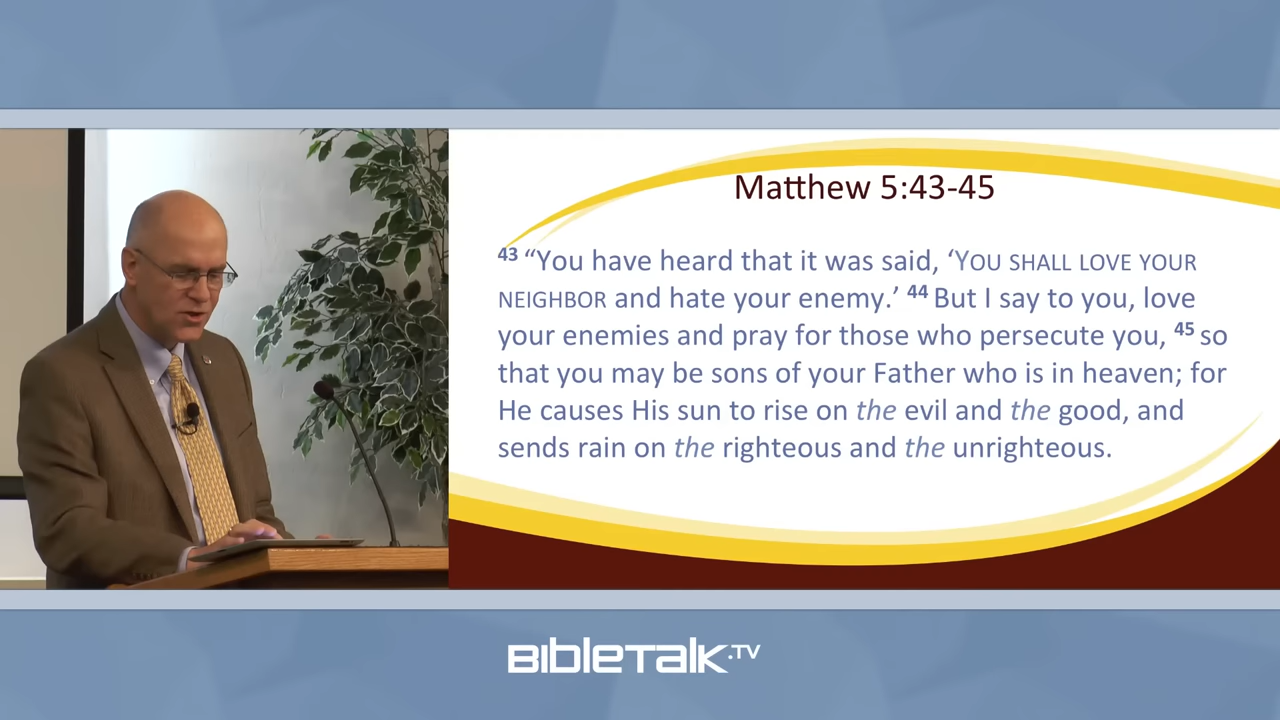 Matthew 5:43-45
43 “You have heard that it was said, ‘YOU SHALL LOVE YOUR
NEIGHBOR and hate your enemy.’ 44 But I say to you, love
your enemies and pray for those who persecute you, 45 so
that you may be sons of your Father who is in heaven; for
He causes His sun to rise on the evil and the good, and
sends rain on the righteous and the unrighteous.
BibleTalk.TV